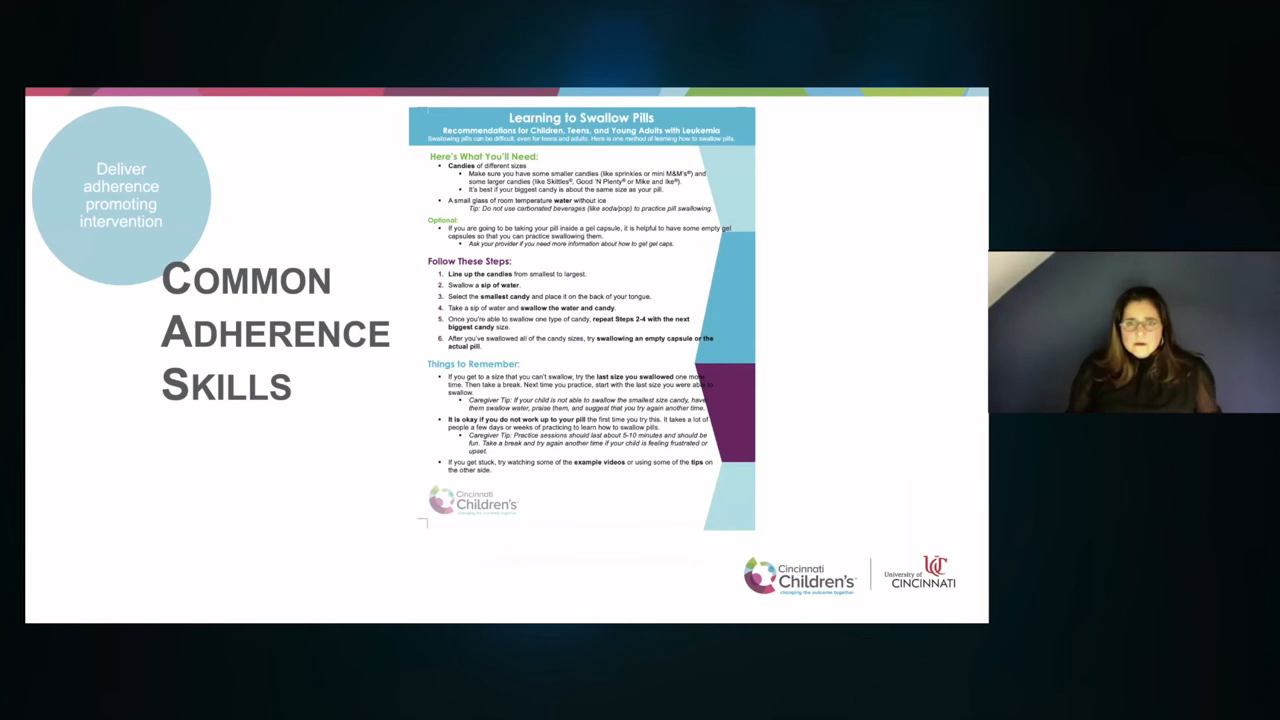 Deliver
adherence
promoting
intervention
COMMON
ADHERENCE
SKILLS
Learning to Swallow Pills
Recommendations for Children, Teens, and Young Adults with Leukemia
Swallowing pills can be difficult, even for teens and adults. Here is one method of learning how to swallow pills.
Here's What You'll Need:
• Candies of different sizes
• Make sure you have some smaller candies (like sprinkles or mini M&M's®) and
some larger candies (like Skittles®, Good 'N Plenty® or Mike and Ike®).
• It's best if your biggest candy is about the same size as your pill.
• A small glass of room temperature water without ice
Tip: Do not use carbonated beverages (like soda/pop) to practice pill swallowing.
Optional:
• If you are going to be taking your pill inside a gel capsule, it is helpful to have some empty gel
capsules so that you can practice swallowing them.
• Ask your provider if you need more information about how to get gel caps.
Follow These Steps:
1. Line up the candies from smallest to largest.
2. Swallow a sip of water.
3. Select the smallest candy and place it on the back of your tongue.
4. Take a sip of water and swallow the water and candy.
5. Once you're able to swallow one type of candy, repeat Steps 2-4 with the next
biggest candy size.
6. After you've swallowed all of the candy sizes, try swallowing an empty capsule or the
actual pill.
Things to Remember:
• If you get to a size that you can't swallow, try the last size you swallowed one more
time. Then take a break. Next time you practice, start with the last size you were able to
swallow.
• Caregiver Tip: If your child is not able to swallow the smallest size candy, have
them swallow water, praise them, and suggest that you try again another time.
• It is okay if you do not work up to your pill the first time you try this. It takes a lot of
people a few days or weeks of practicing to learn how to swallow pills.
• Caregiver Tip: Practice sessions should last about 5-10 minutes and should be
fun. Take a break and try again another time if your child is feeling frustrated or
upset.
• If you get stuck, try watching some of the example videos or using some of the tips on
the other side.
Cincinnati
Children's
changing the outcome together
Cincinnati
Children's
changing the outcome together
University of
CINCINNATI